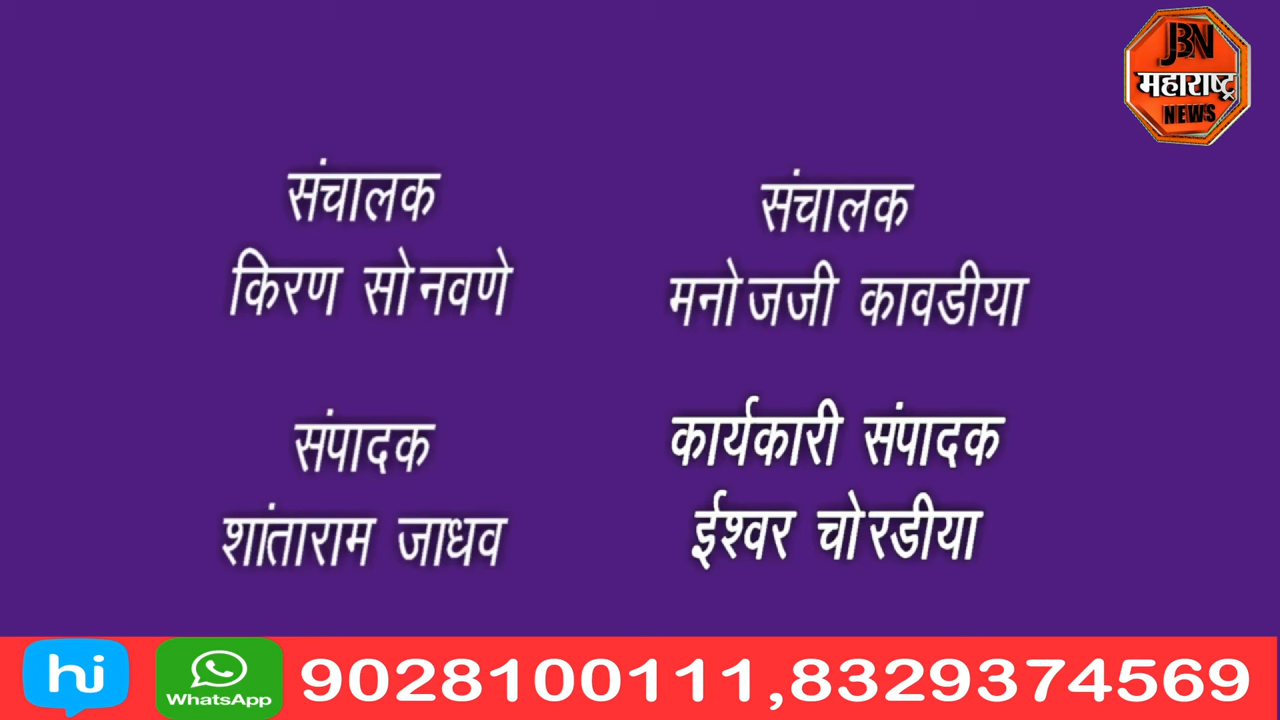 JBN
महाराष्ट्र
NEWS
संचालक
किरण सोनवणे
संचालक
मनोजजी कावडीया
संपादक
शांताराम जाधव
कार्यकारी संपादक
ईश्वर चोरडीया
hi
WhatsApp
9028100111,8329374569